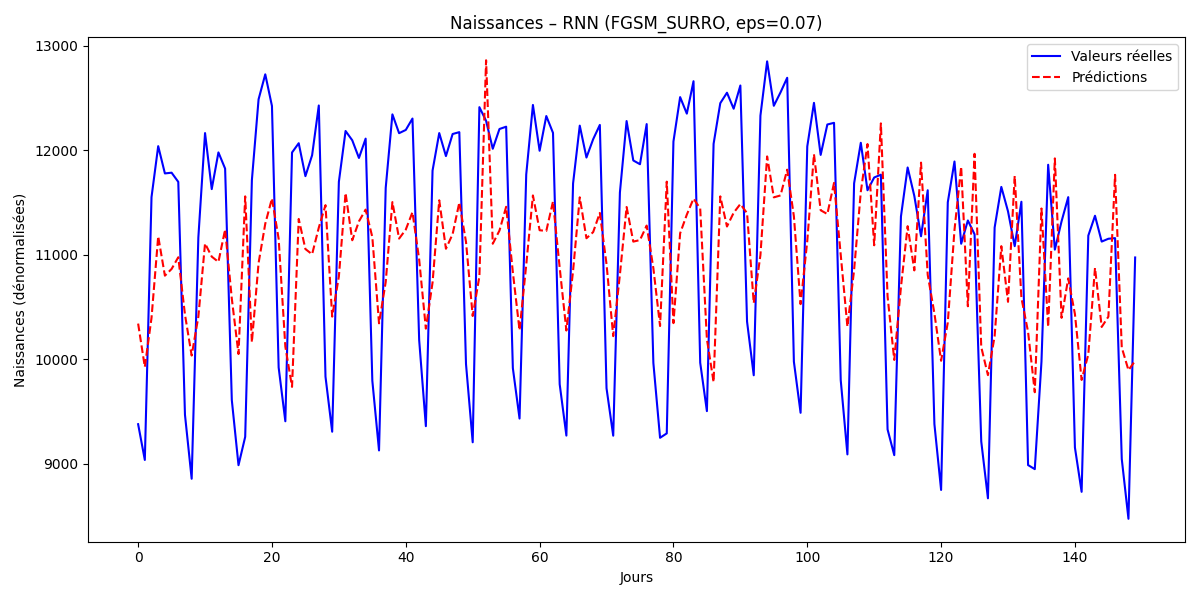 Naissances – RNN (FGSM_SURRO, eps=0.07)
Valeurs réelles
Prédictions
Naissances (dénormalisées)
13000
12000
11000
10000
9000
0 20 40 60 80 100 120 140
Jours